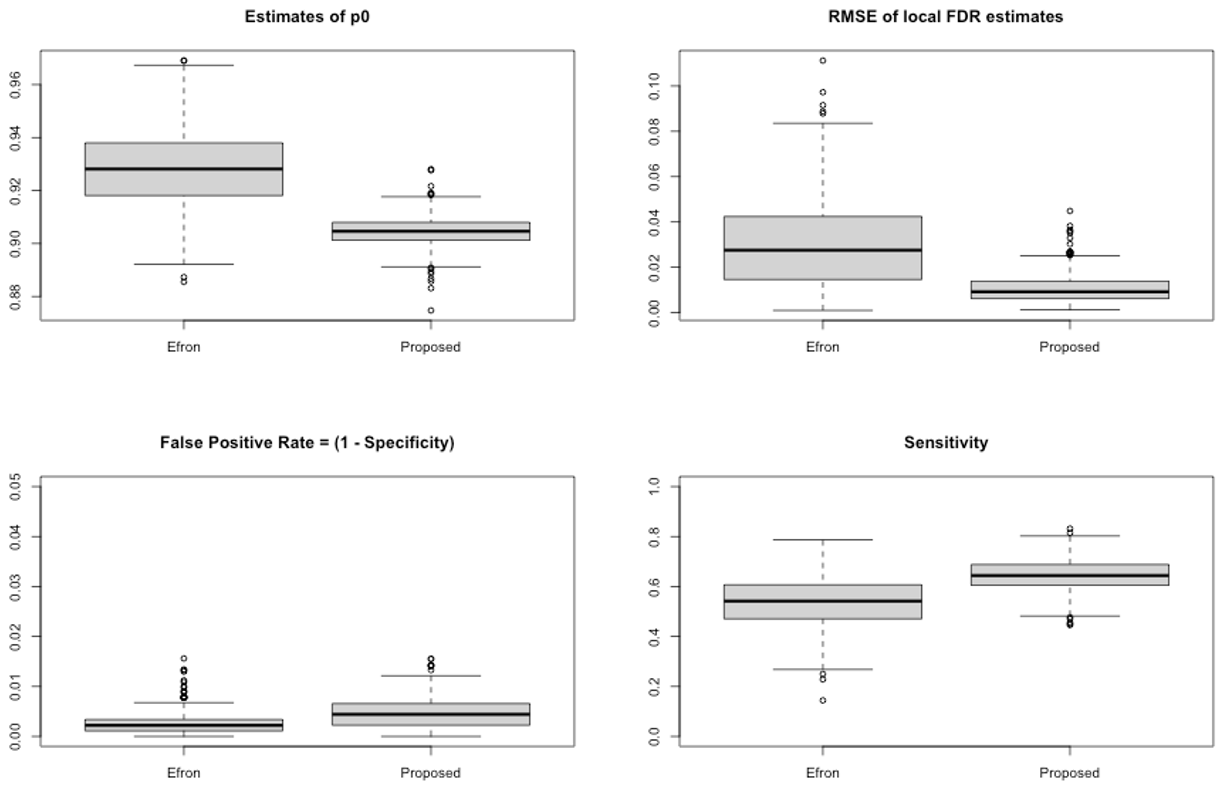 Estimates of p0
0.96
0.94
0.92
0.90
0.88
Efron Proposed
RMSE of local FDR estimates
0.10
0.08
0.06
0.04
0.02
0.00
Efron Proposed
False Positive Rate = (1 - Specificity)
0.05
0.04
0.03
0.02
0.01
0.00
Efron Proposed
Sensitivity
1.0
0.8
0.6
0.4
0.2
0.0
Efron Proposed